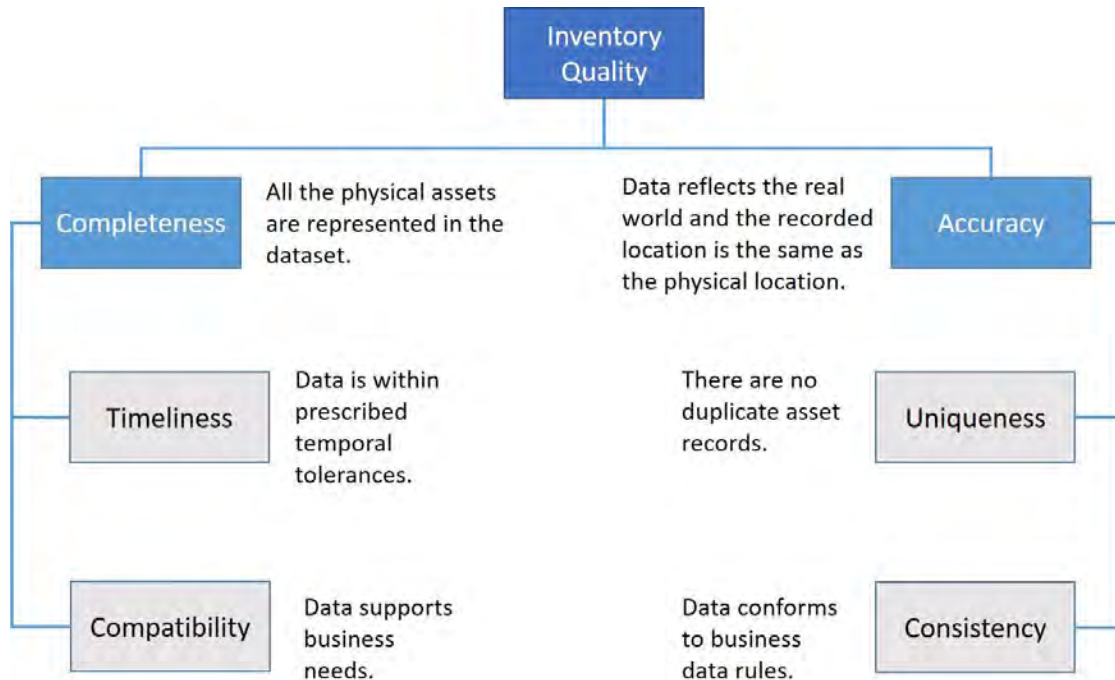 Inventory
Quality
Completeness
All the physical assets
are represented in the
dataset.
Data reflects the real
world and the recorded
location is the same as
the physical location.
Accuracy
Timeliness
Data is within
prescribed
temporal
tolerances.
There are no
duplicate asset
records.
Uniqueness
Compatibility
Data supports
business
needs.
Data conforms
to business
data rules.
Consistency